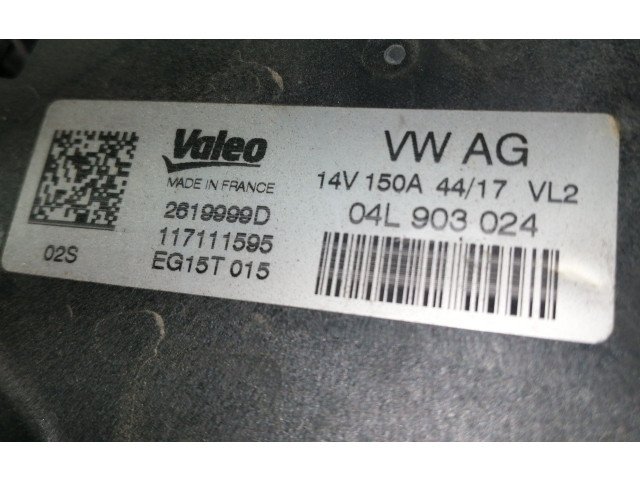 Valeo
MADE IN FRANCE
2619999D
117111595
EG15T 015
02S
VW AG
14V 150A 44/17 VL2
04L 903 024